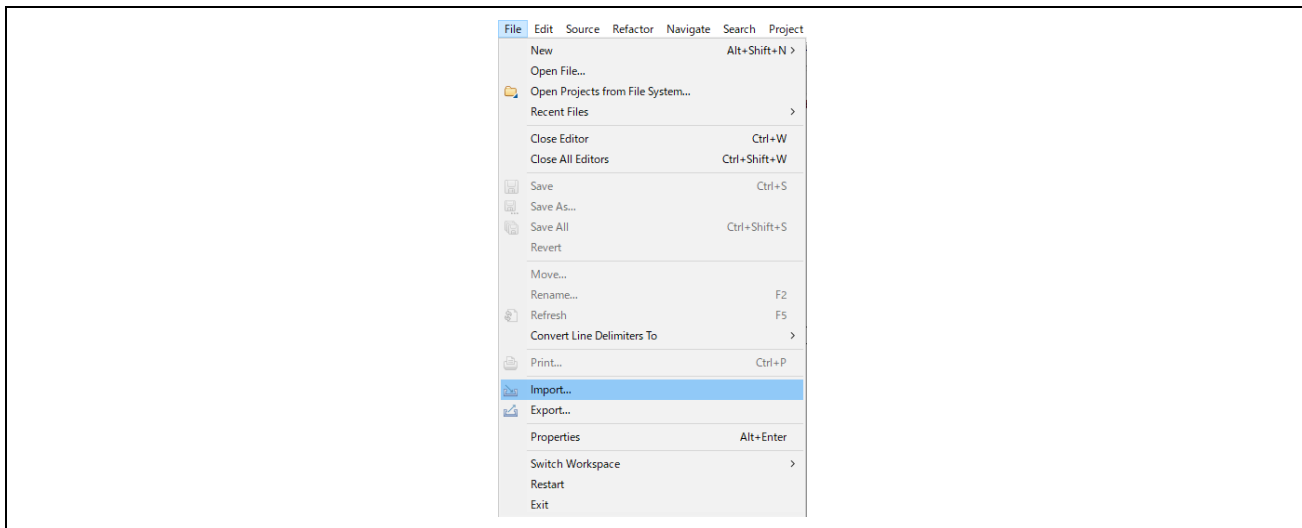 File Edit Source Refactor Navigate Search Project
New Alt+Shift+N >
Open File...
Open Projects from File System...
Recent Files >
Close Editor Ctrl+W
Close All Editors Ctrl+Shift+W
Save Ctrl+S
Save As...
Save All Ctrl+Shift+S
Revert
Move...
Rename... F2
Refresh F5
Convert Line Delimiters To >
Print... Ctrl+P
Import...
Export...
Properties Alt+Enter
Switch Workspace >
Restart
Exit